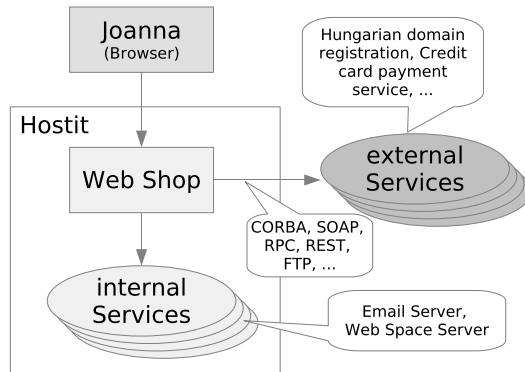 Joanna
(Browser)
Hungarian domain
registration, Credit
card payment
service, ...
Hostit
Web Shop
external
Services
CORBA, SOAP,
RPC, REST,
FTP, ...
internal
Services
Email Server,
Web Space Server